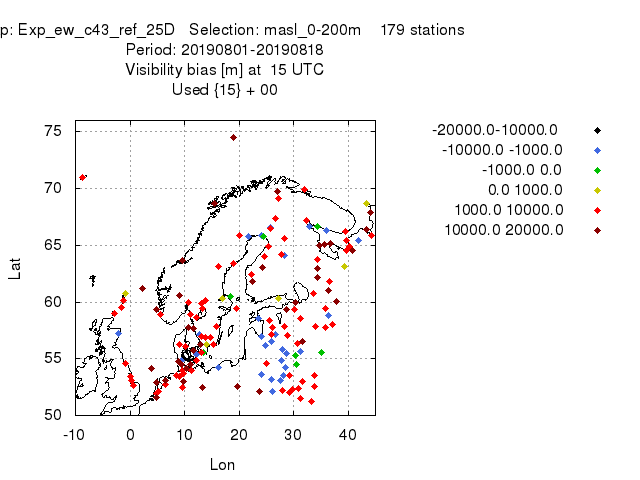 p: Exp_ew_c43_ref_25D Selection: masl_0-200m 179 stations
Period: 20190801-20190818
Visibility bias [m] at 15 UTC
Used {15} + 00
-20000.0-10000.0
-10000.0 -1000.0
-1000.0 0.0
0.0 1000.0
1000.0 10000.0
10000.0 20000.0
75
70
65
60
55
50
Lat
-10 0 10 20 30 40
Lon